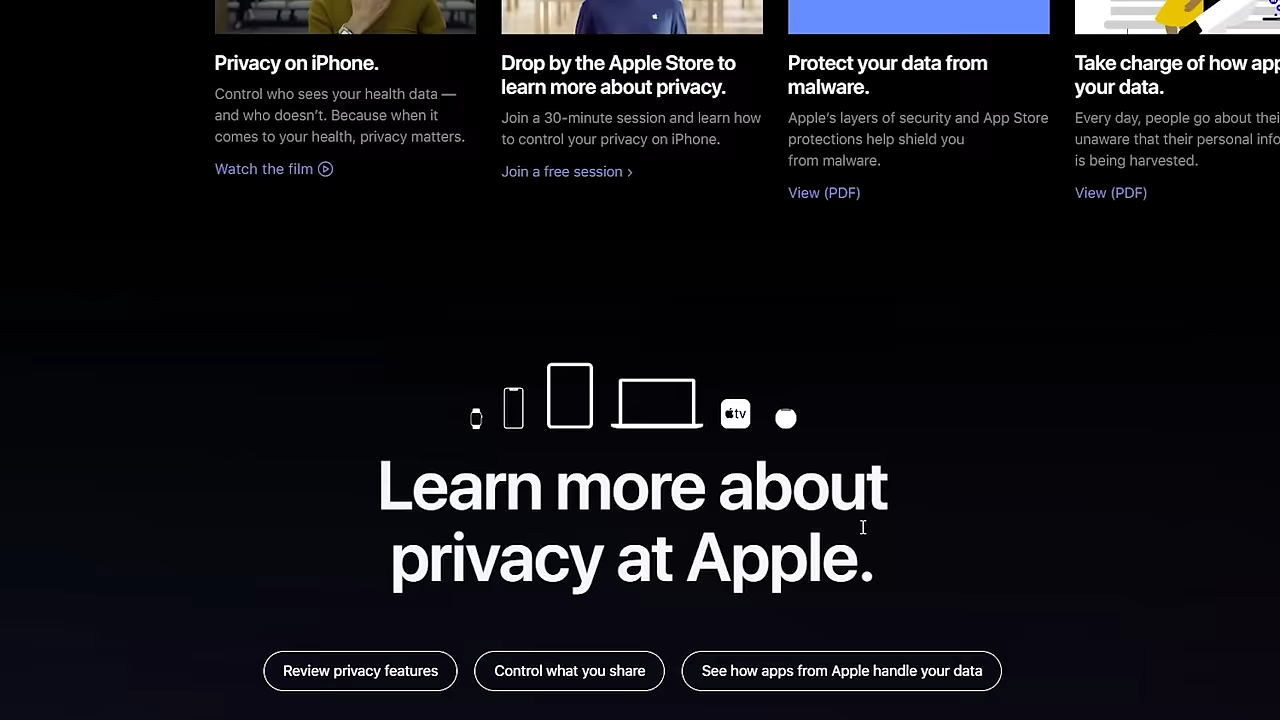 Privacy on iPhone.
Control who sees your health data —
and who doesn’t. Because when it
comes to your health, privacy matters.
Watch the film
Drop by the Apple Store to
learn more about privacy.
Join a 30-minute session and learn how
to control your privacy on iPhone.
Join a free session ›
Protect your data from
malware.
Apple’s layers of security and App Store
protections help shield you
from malware.
View (PDF)
Take charge of how app
your data.
Every day, people go about thei
unaware that their personal info
is being harvested.
View (PDF)
tv
Learn more about
privacy at Apple.
Review privacy features
Control what you share
See how apps from Apple handle your data